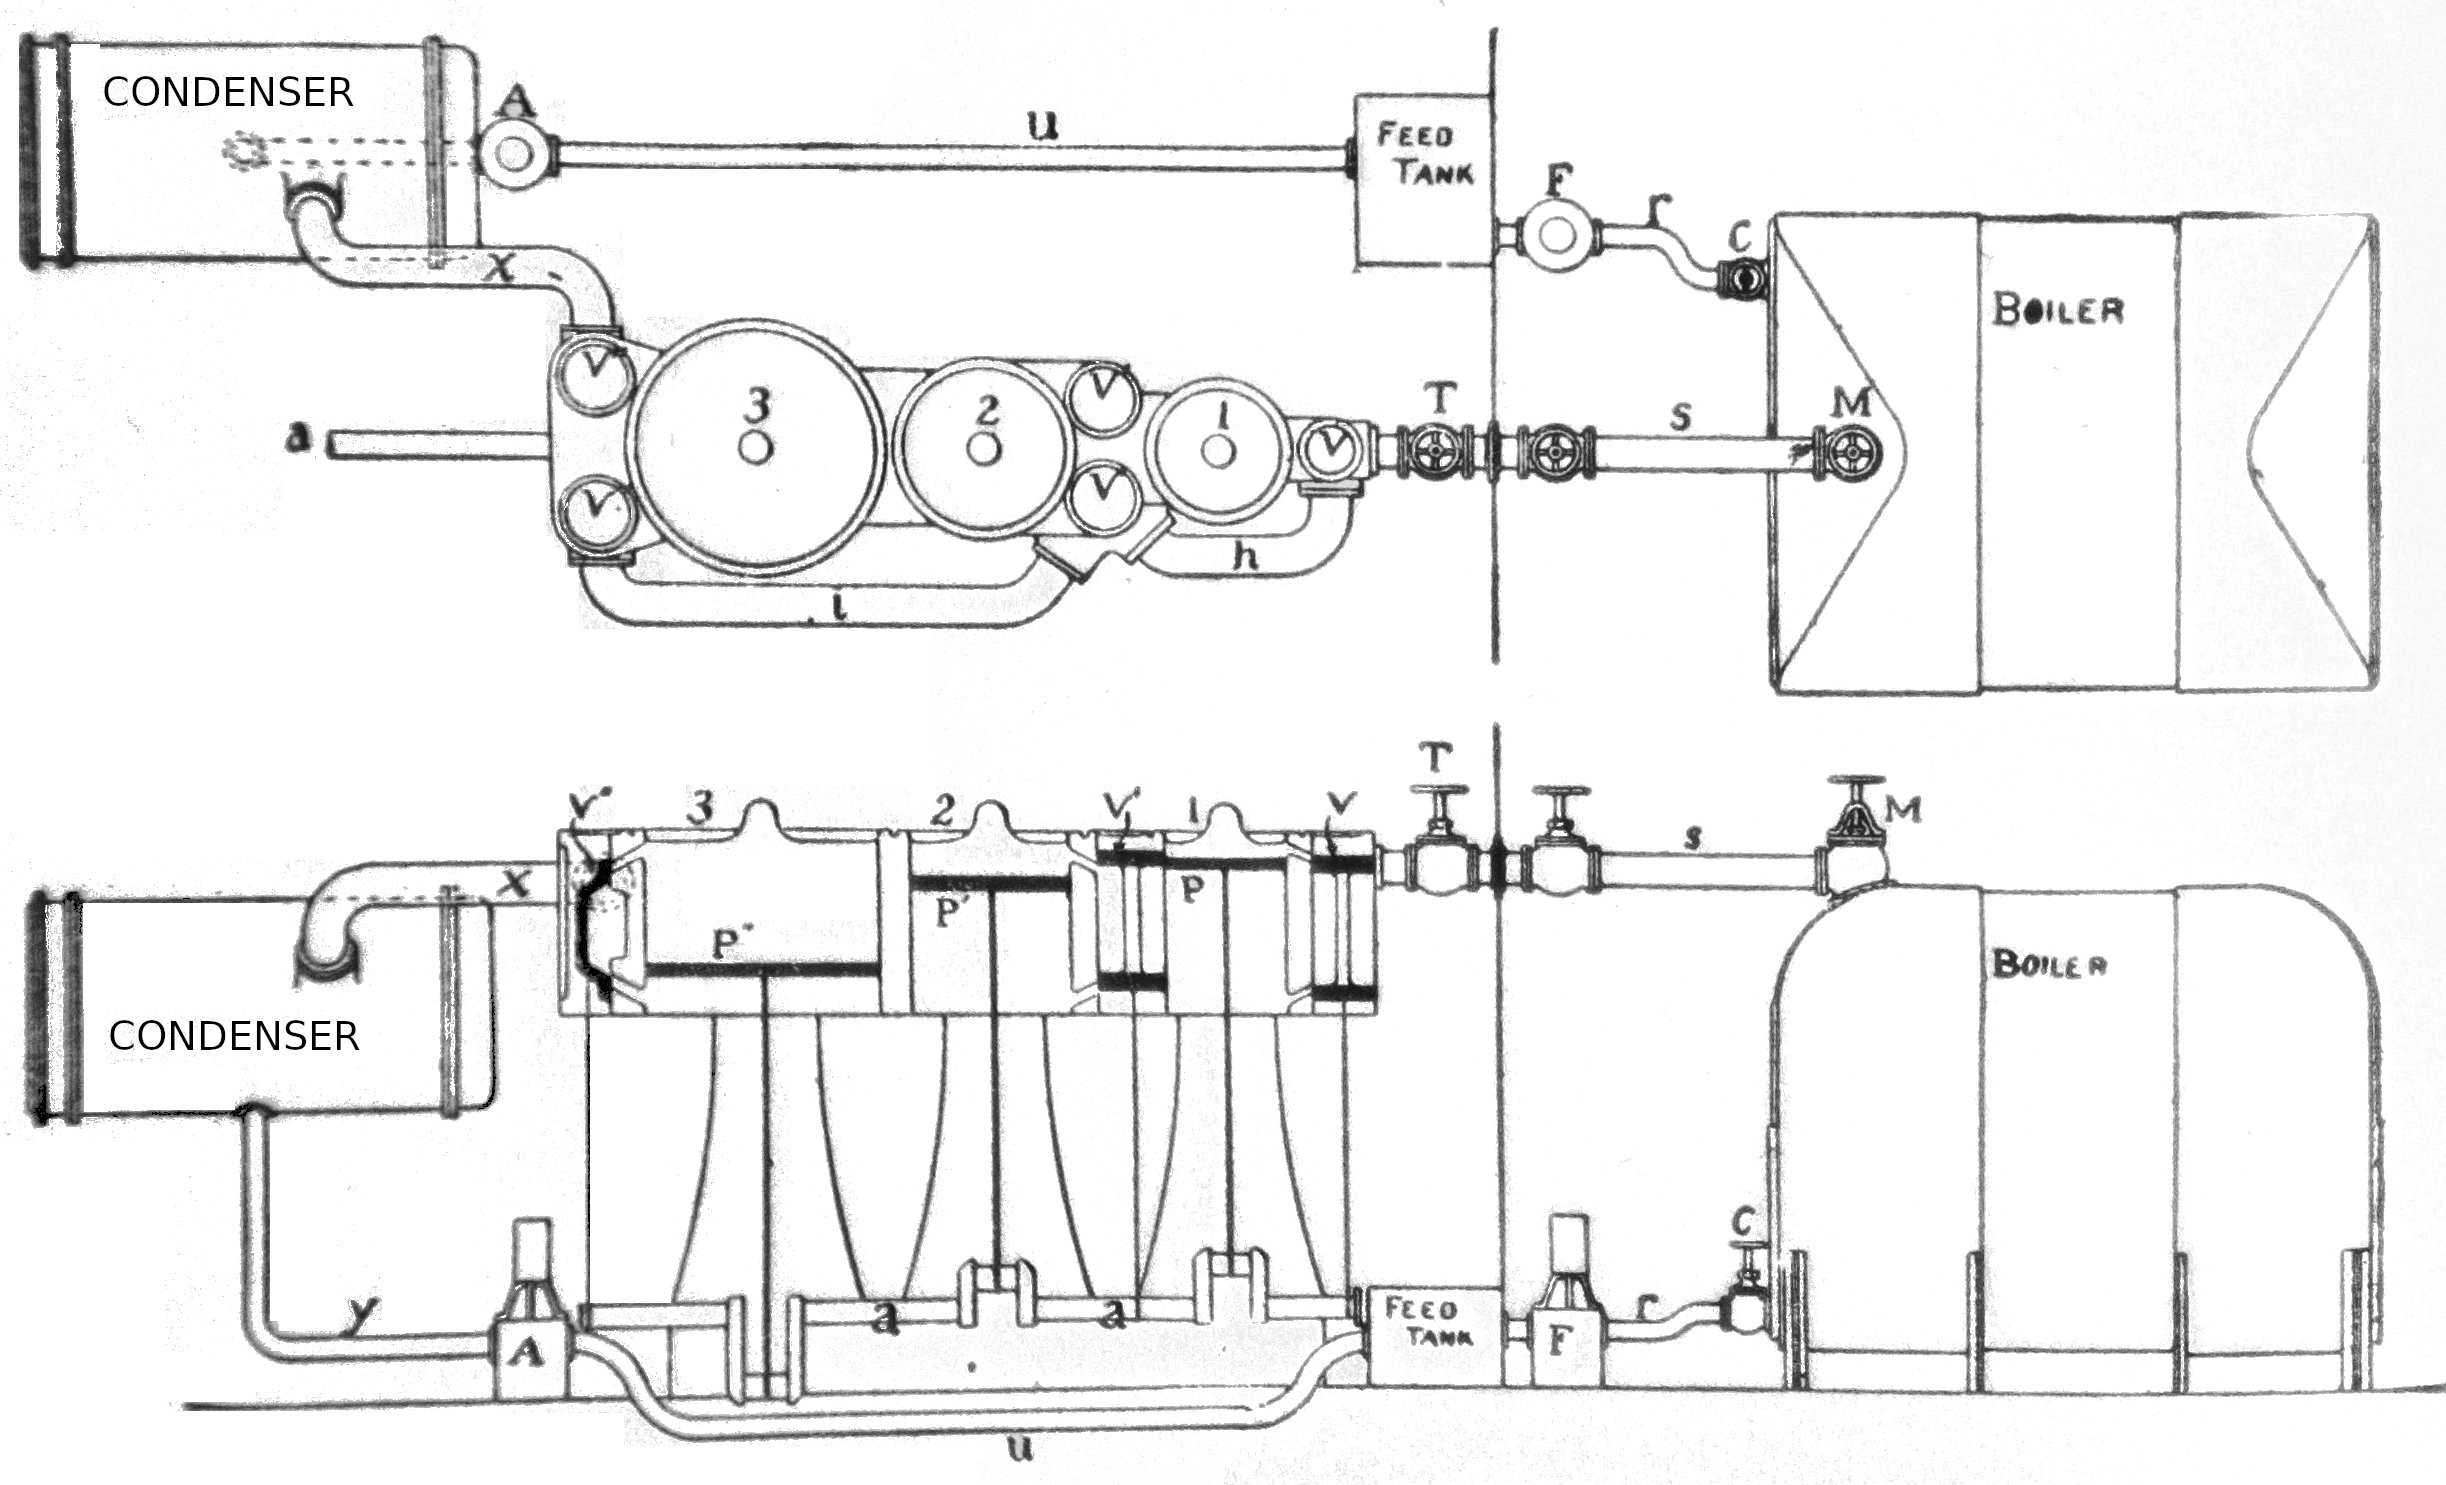 CONDENSER
A
u
FEED
TANK
F
r
C
BOILER
x
a
V
V
3
2
V
V
1
V
T
s
M
h
i
V"
3
2
V'
1
V
T
s
M
x
P"
P'
P
CONDENSER
BOILER
y
A
a
a
FEED
TANK
F
r
C
u